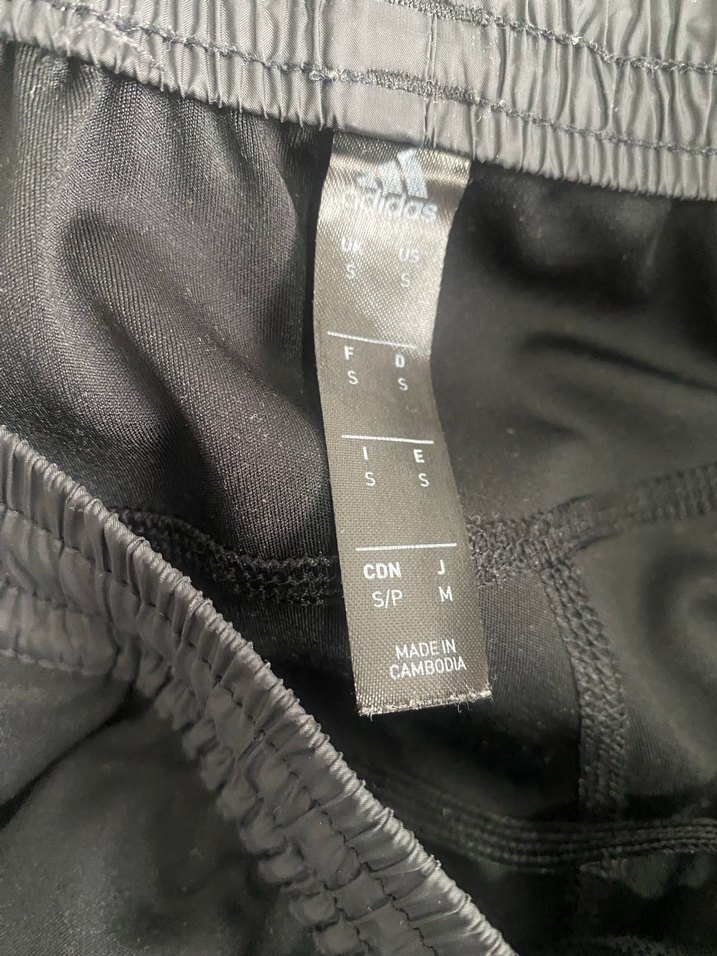 adidas
UK US
S S
F D
S S
I E
S S
CDN J
S/P M
MADE IN
CAMBODIA